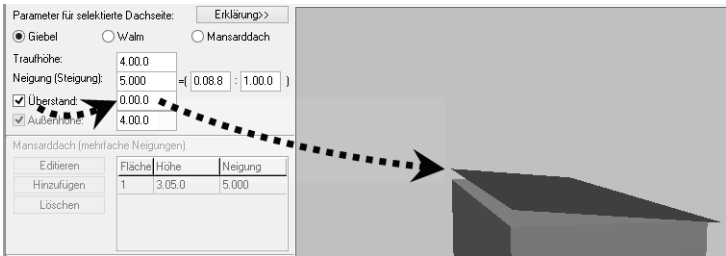 Parameter für selektierte Dachseite: Erklärung>>
Giebel Walm Mansarddach
Traufhöhe: 4.00.0
Neigung (Steigung): 5.000 =( 0.08.8 : 1.00.0 )
Überstand: 0.00.0
Außenhöhe: 4.00.0
Mansarddach (mehrfache Neigungen)
Editieren Fläche Höhe Neigung
Hinzufügen 1 3.05.0 5.000
Löschen